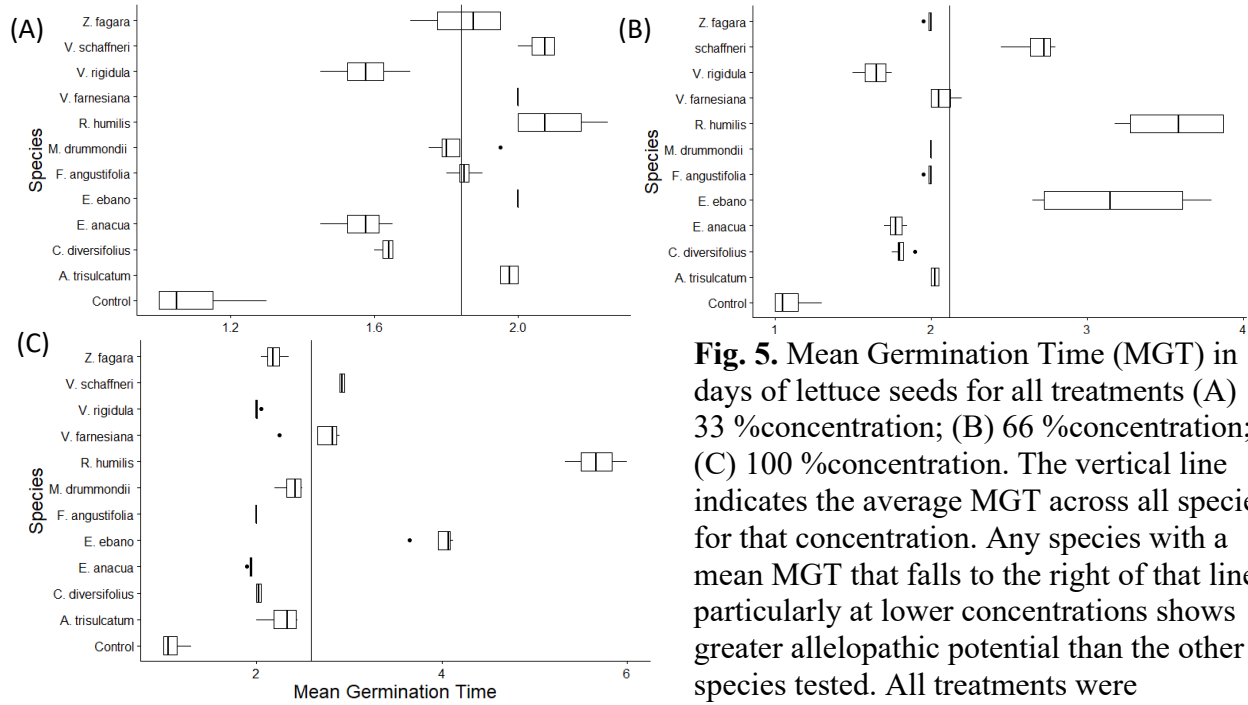 (A)
Species
Z. fagara
V. schaffneri
V. rigidula
V. farnesiana
R. humilis
M. drummondii
F. angustifolia
E. ebano
E. anacua
C. diversifolius
A. trisulcatum
Control
1.2 1.6 2.0
(B)
Species
Z. fagara
schaffneri
V. rigidula
V. farnesiana
R. humilis
M. drummondii
F. angustifolia
E. ebano
E. anacua
C. diversifolius
A. trisulcatum
Control
1 2 3 4
(C)
Species
Z. fagara
V. schaffneri
V. rigidula
V. farnesiana
R. humilis
M. drummondii
F. angustifolia
E. ebano
E. anacua
C. diversifolius
A. trisulcatum
Control
2 4 6
Mean Germination Time
Fig. 5. Mean Germination Time (MGT) in
days of lettuce seeds for all treatments (A)
33 %concentration; (B) 66 %concentration;
(C) 100 %concentration. The vertical line
indicates the average MGT across all specie
for that concentration. Any species with a
mean MGT that falls to the right of that line
particularly at lower concentrations shows
greater allelopathic potential than the other
species tested. All treatments were